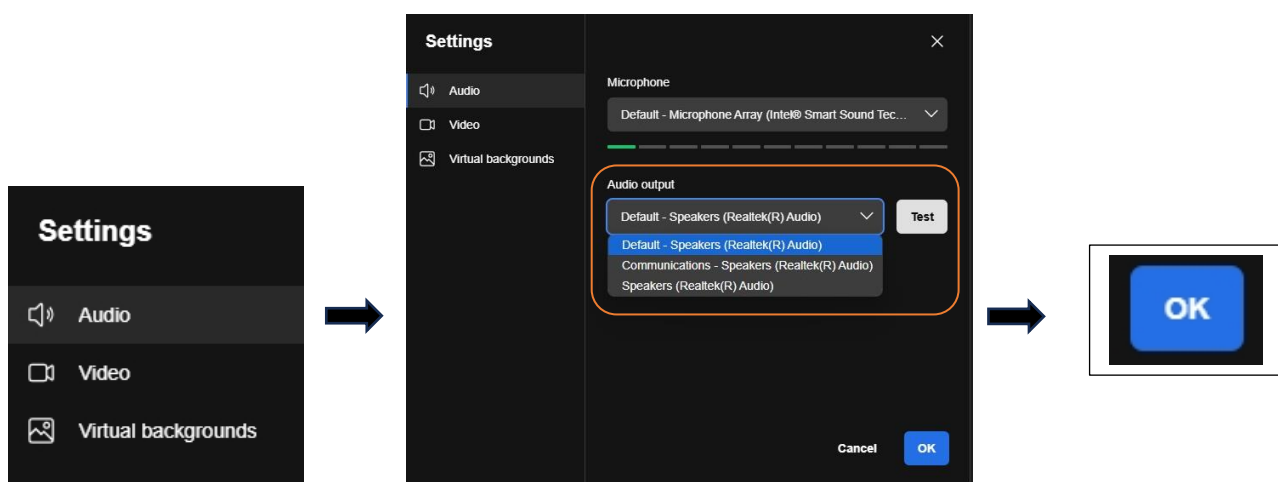 Settings
Audio
Video
Virtual backgrounds
Settings
Audio
Video
Virtual backgrounds
Microphone
Default - Microphone Array (Intel® Smart Sound Tec...
Audio output
Default - Speakers (Realtek(R) Audio)
Test
Default - Speakers (Realtek(R) Audio)
Communications - Speakers (Realtek(R) Audio)
Speakers (Realtek(R) Audio)
Cancel
OK
OK